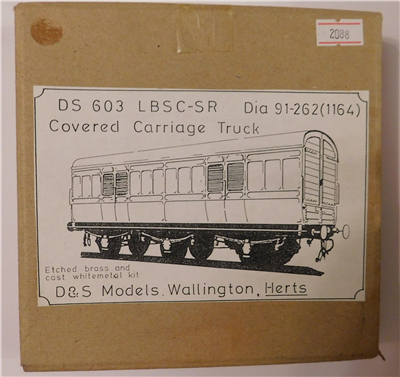 2088
DS 603 LBSC-SR Dia 91-262(1164)
Covered Carriage Truck
Etched brass and
cast whitemetal kit
D&S Models. Wallington, Herts